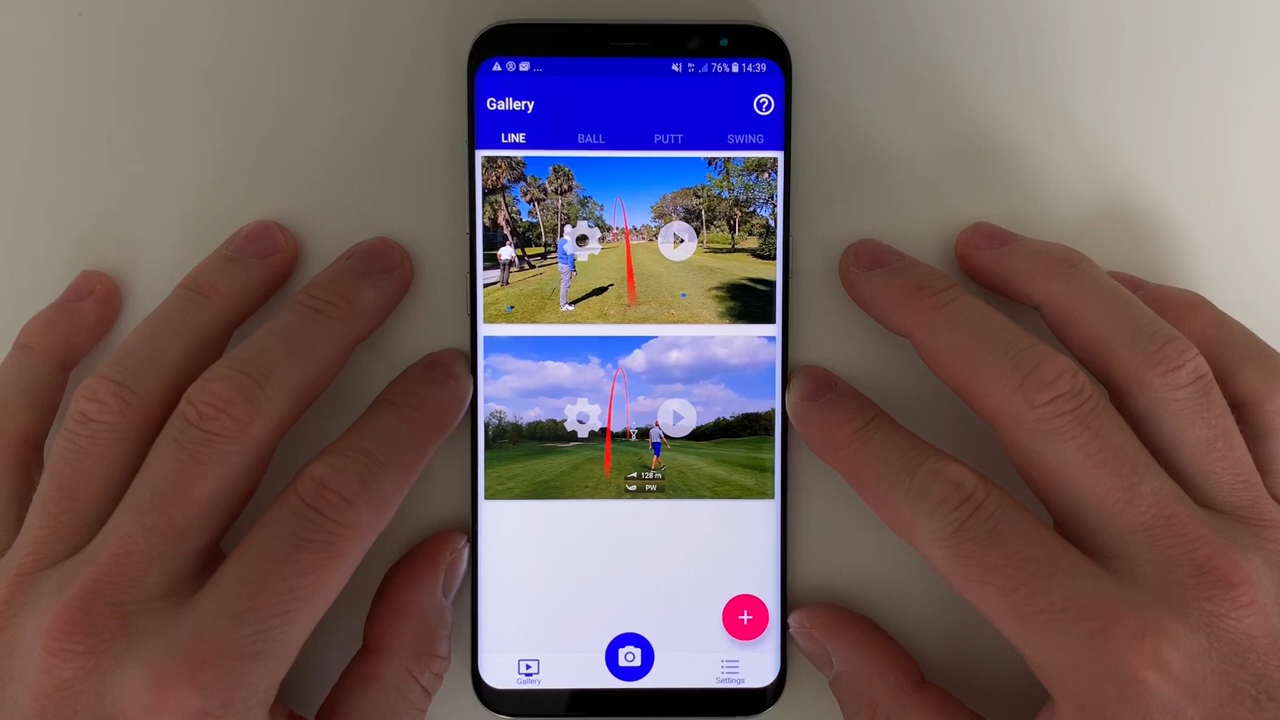 ... 76% 14:39
Gallery ?
LINE BALL PUTT SWING
128 m
PW
+
Gallery Settings